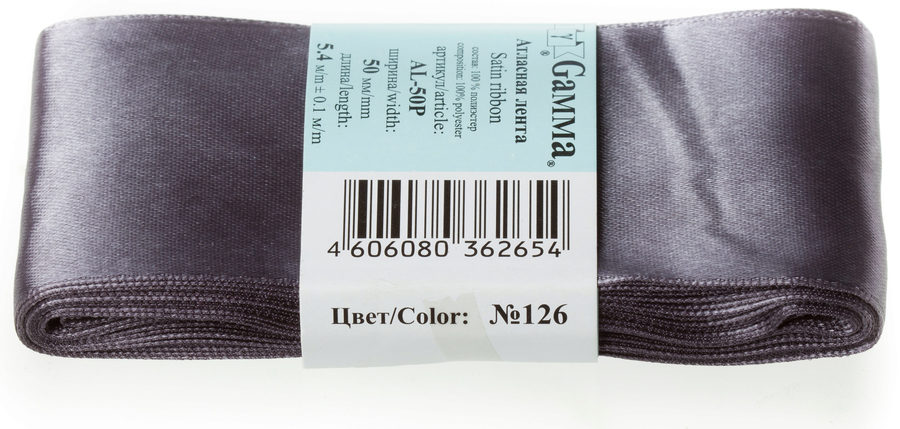 GaMMa®
Атласная лента
Satin ribbon
состав: 100 % полиэстер
composition: 100% polyester
артикул/article:
AL-50P
ширина/width:
50 мм/mm
длина/length:
5.4 м/m ± 0.1 м/m
4 606080 362654
Цвет/Color: №126